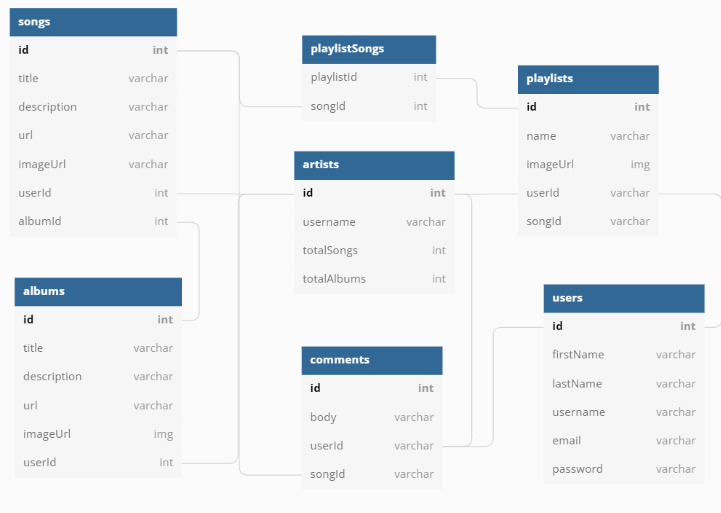 songs
id int
title varchar
description varchar
url varchar
imageUrl varchar
userId int
albumId int
playlistSongs
playlistId int
songId int
playlists
id int
name varchar
imageUrl img
userId varchar
songId varchar
artists
id int
username varchar
totalSongs int
totalAlbums int
albums
id int
title varchar
description varchar
url varchar
imageUrl img
userId int
comments
id int
body varchar
userId varchar
songId varchar
users
id int
firstName varchar
lastName varchar
username varchar
email varchar
password varchar